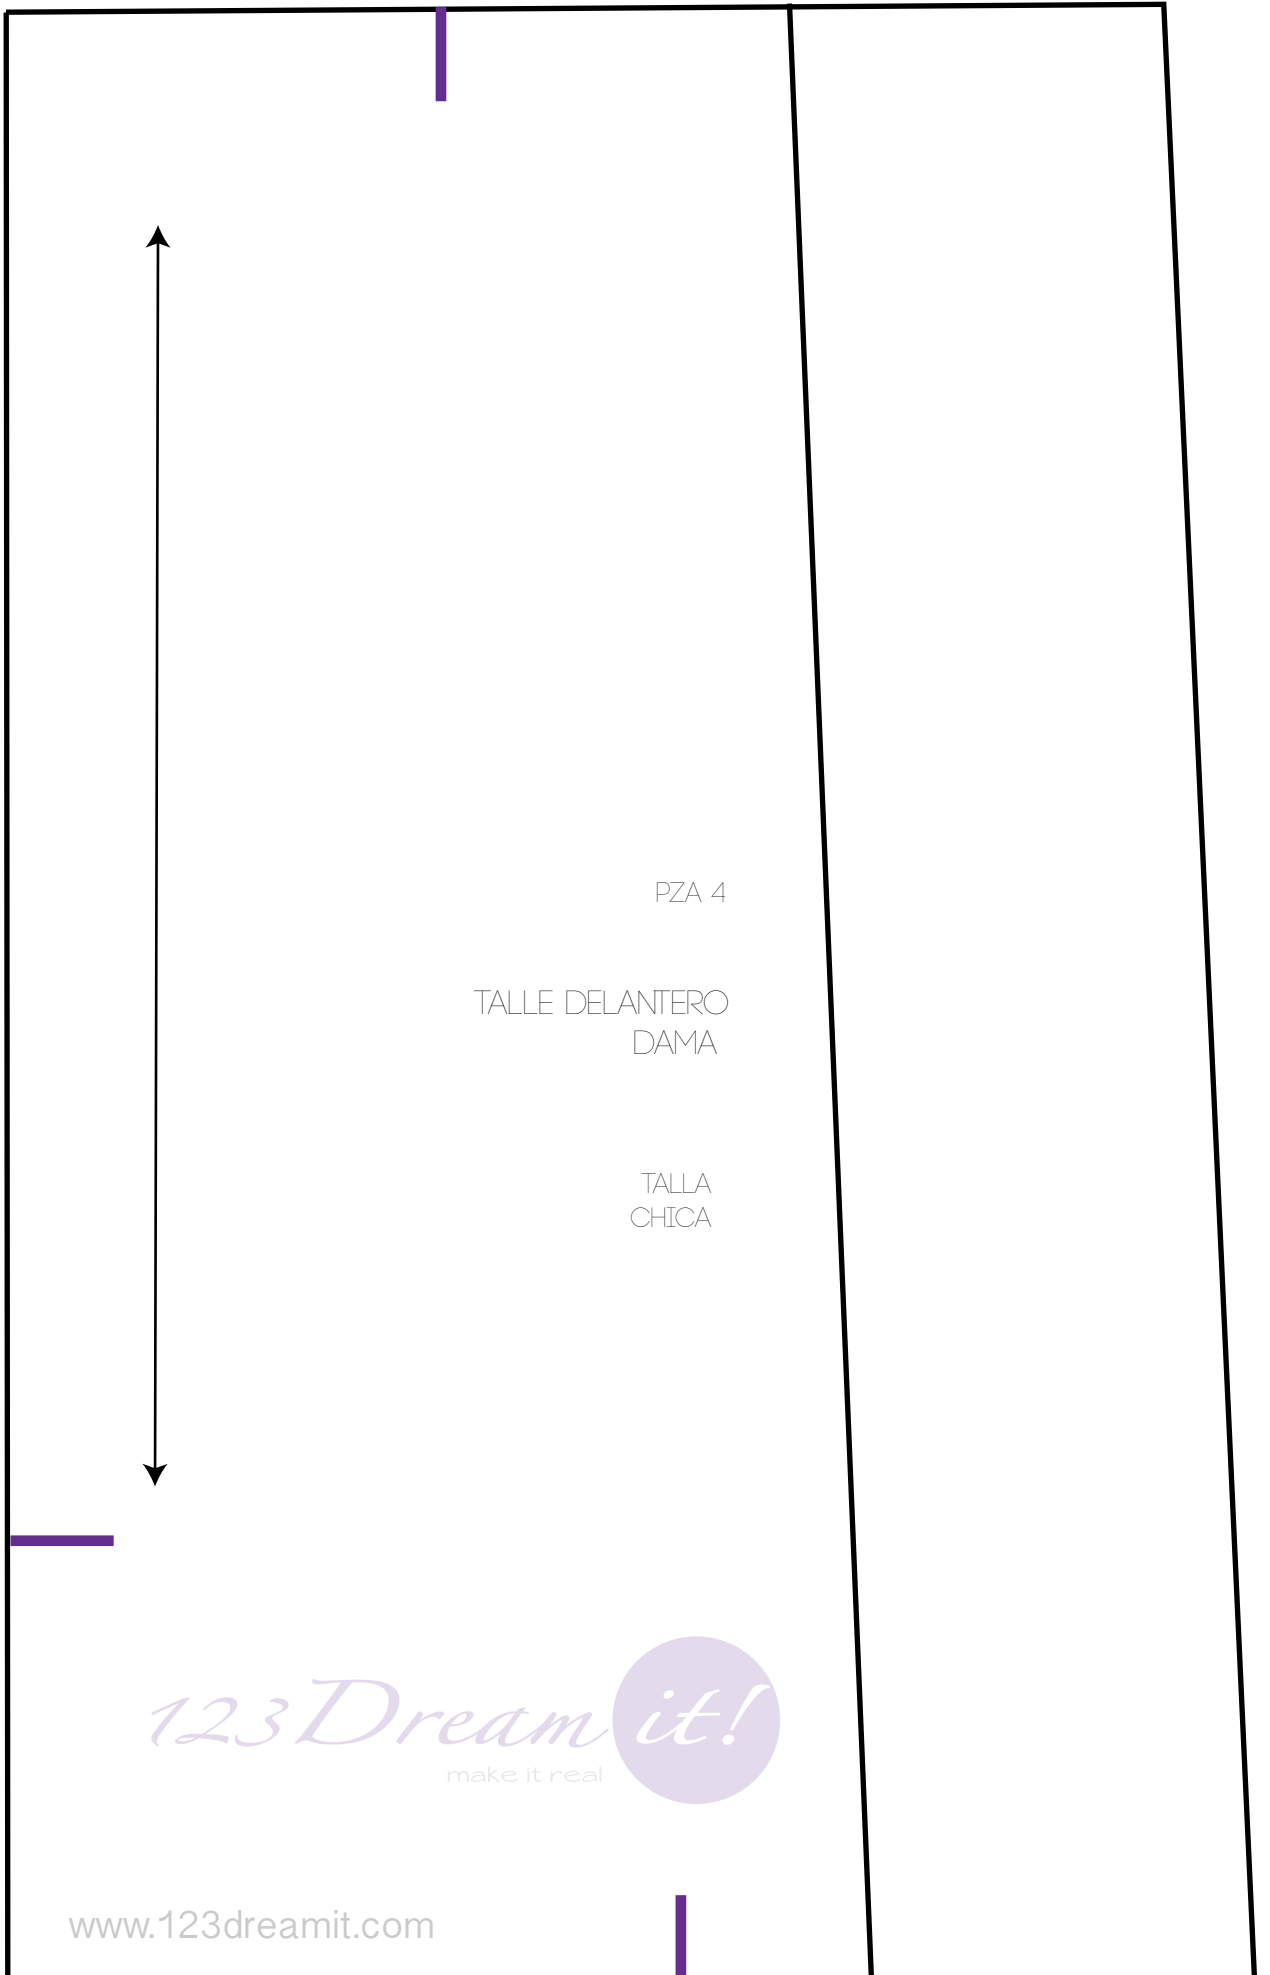 PZA 4
TALLE DELANTERO
DAMA
TALLA
CHICA
123Dream it!
make it real
www.123dreamit.com